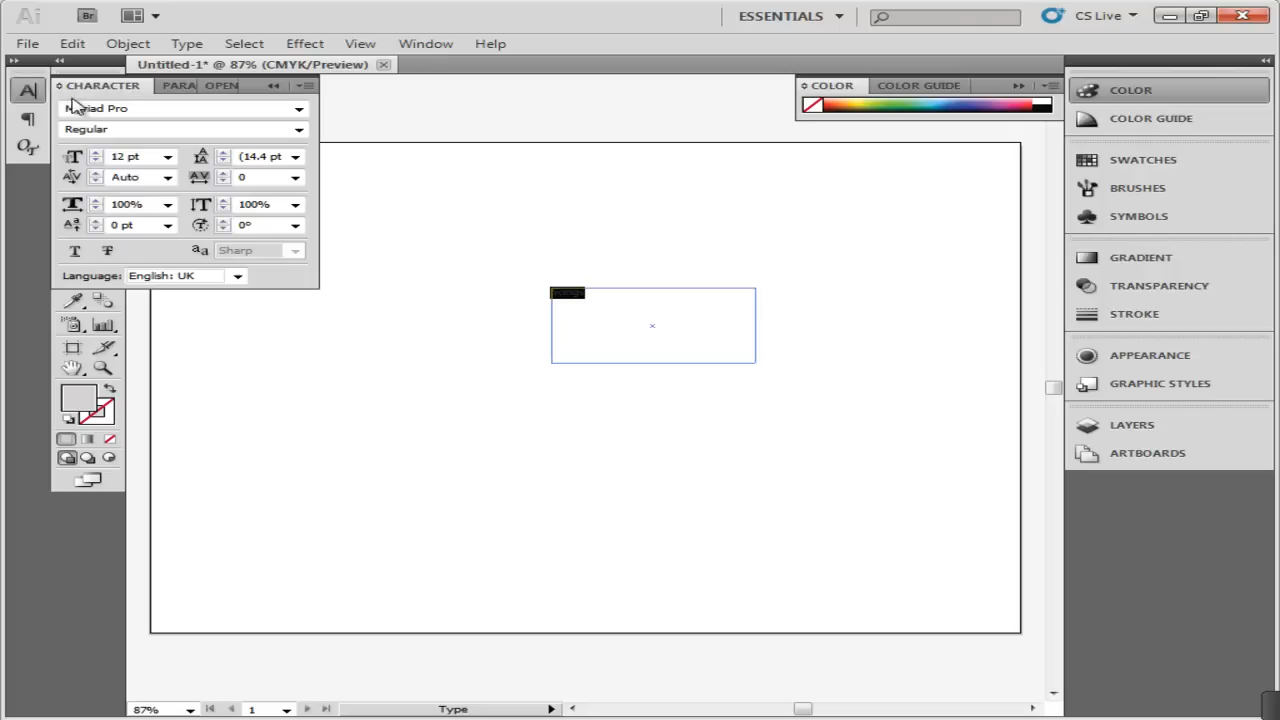 Ai Br ESSENTIALS CS Live
File Edit Object Type Select Effect View Window Help
Untitled-1* @ 87% (CMYK/Preview)
CHARACTER PARA OPEN COLOR COLOR GUIDE
Pro
Regular
12 pt (14.4 pt
Auto 0
100% 100%
0 pt 0°
Sharp
Language: English: UK
COLOR
COLOR GUIDE
SWATCHES
BRUSHES
SYMBOLS
GRADIENT
TRANSPARENCY
STROKE
APPEARANCE
GRAPHIC STYLES
LAYERS
ARTBOARDS
87% 1 Type